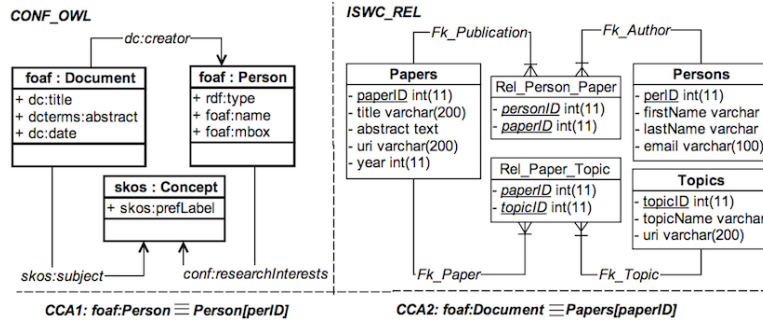 CONF_OWL
dc:creator
foaf : Document
+ dc:title
+ dcterms:abstract
+ dc:date
foaf : Person
+ rdf:type
+ foaf:name
+ foaf:mbox
skos : Concept
+ skos:prefLabel
skos:subject
conf:researchInterests
ISWC_REL
Fk_Publication
Fk_Author
Papers
- paperID int(11)
- title varchar(200)
- abstract text
- uri varchar(200)
- year int(11)
Rel_Person_Paper
- personID int(11)
- paperID int(11)
Persons
- perID int(11)
- firstName varchar
- lastName varchar
- email varchar(100)
Rel_Paper_Topic
- paperID int(11)
- topicID int(11)
Topics
- topicID int(11)
- topicName varchar
- uri varchar(200)
Fk_Paper
Fk_Topic
CCA1: foaf:Person ≡ Person[perID]
CCA2: foaf:Document ≡ Papers[paperID]